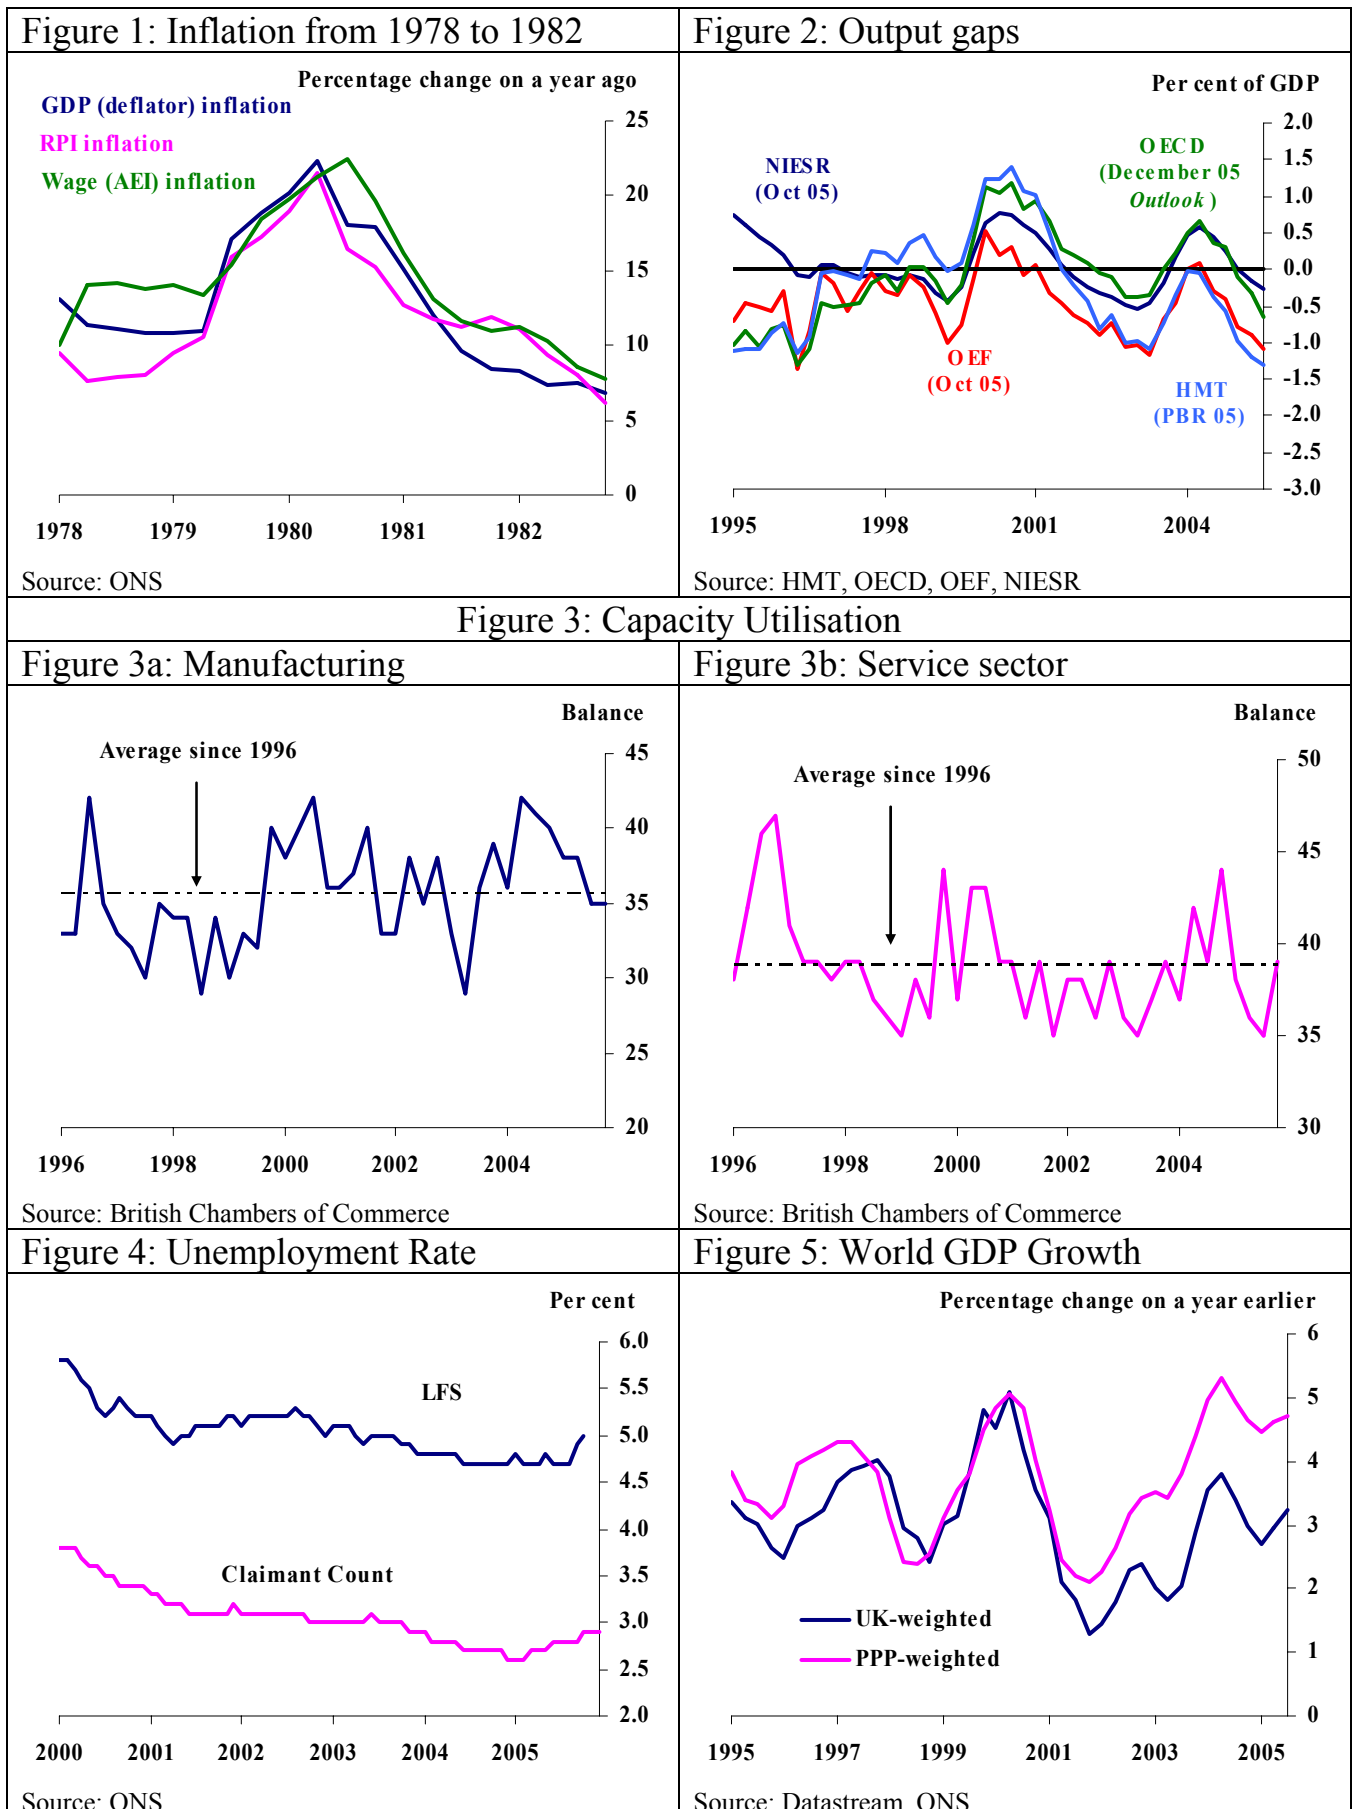 Figure 1: Inflation from 1978 to 1982
Percentage change on a year ago
GDP (deflator) inflation
RPI inflation
Wage (AEI) inflation
25
20
15
10
5
0
1978 1979 1980 1981 1982
Source: ONS
Figure 2: Output gaps
Per cent of GDP
NIESR
(Oct 05)
OECD
(December 05
Outlook )
OEF
(Oct 05)
HMT
(PBR 05)
2.0
1.5
1.0
0.5
0.0
-0.5
-1.0
-1.5
-2.0
-2.5
-3.0
1995 1998 2001 2004
Source: HMT, OECD, OEF, NIESR
Figure 3: Capacity Utilisation
Figure 3a: Manufacturing
Balance
Average since 1996
45
40
35
30
25
20
1996 1998 2000 2002 2004
Source: British Chambers of Commerce
Figure 3b: Service sector
Balance
Average since 1996
50
45
40
35
30
1996 1998 2000 2002 2004
Source: British Chambers of Commerce
Figure 4: Unemployment Rate
Per cent
LFS
Claimant Count
6.0
5.5
5.0
4.5
4.0
3.5
3.0
2.5
2.0
2000 2001 2002 2003 2004 2005
Source: ONS
Figure 5: World GDP Growth
Percentage change on a year earlier
UK-weighted
PPP-weighted
6
5
4
3
2
1
0
1995 1997 1999 2001 2003 2005
Source: Datastream, ONS